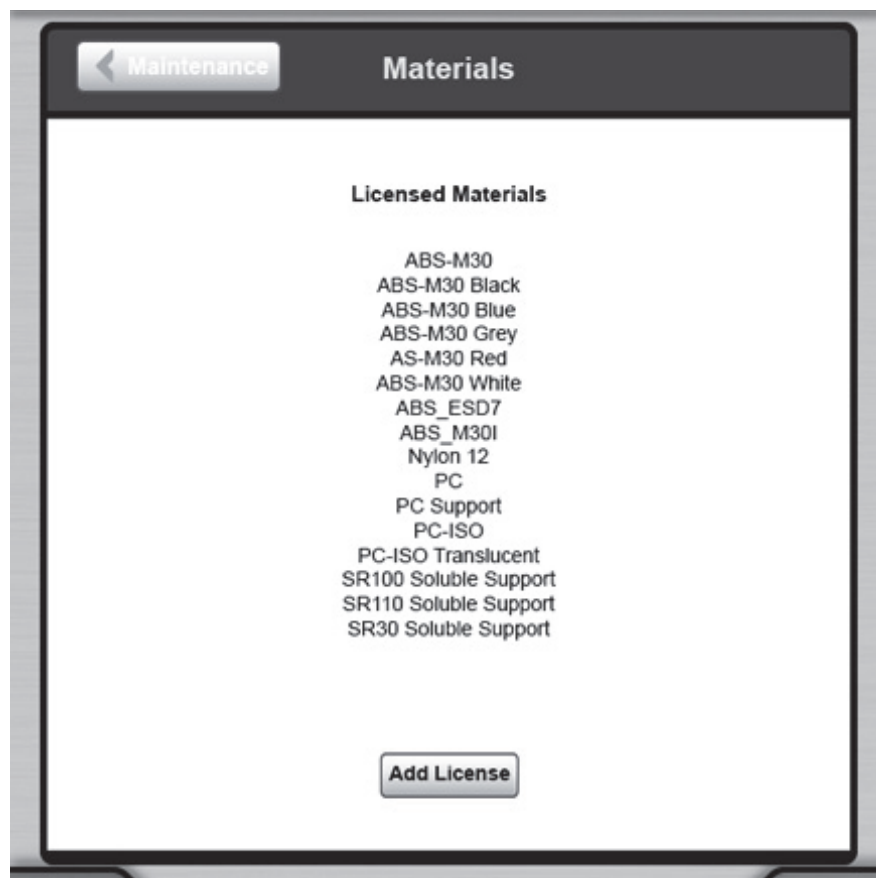 Maintenance
Materials
Licensed Materials
ABS-M30
ABS-M30 Black
ABS-M30 Blue
ABS-M30 Grey
AS-M30 Red
ABS-M30 White
ABS_ESD7
ABS_M30I
Nylon 12
PC
PC Support
PC-ISO
PC-ISO Translucent
SR100 Soluble Support
SR110 Soluble Support
SR30 Soluble Support
Add License